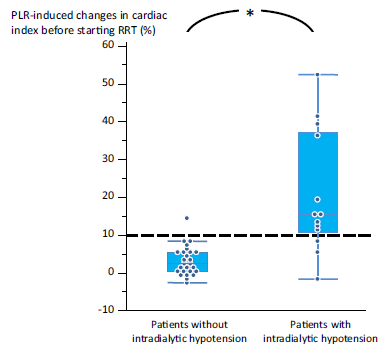 PLR-induced changes in cardiac
index before starting RRT (%)
*
60
50
40
30
20
10
0
-10
Patients without
intradialytic hypotension
Patients with
intradialytic hypotension